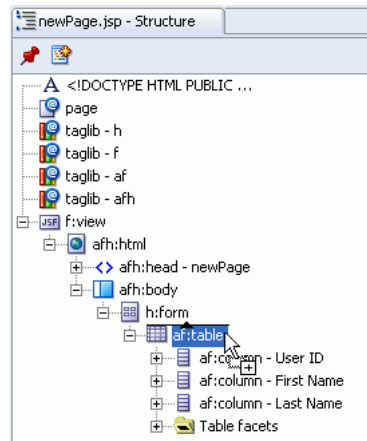 newPage.jsp - Structure
A <!DOCTYPE HTML PUBLIC ...
page
taglib - h
taglib - f
taglib - af
taglib - afh
JSF f:view
afh:html
<> afh:head - newPage
afh:body
h:form
af:table
af:column - User ID
af:column - First Name
af:column - Last Name
Table facets